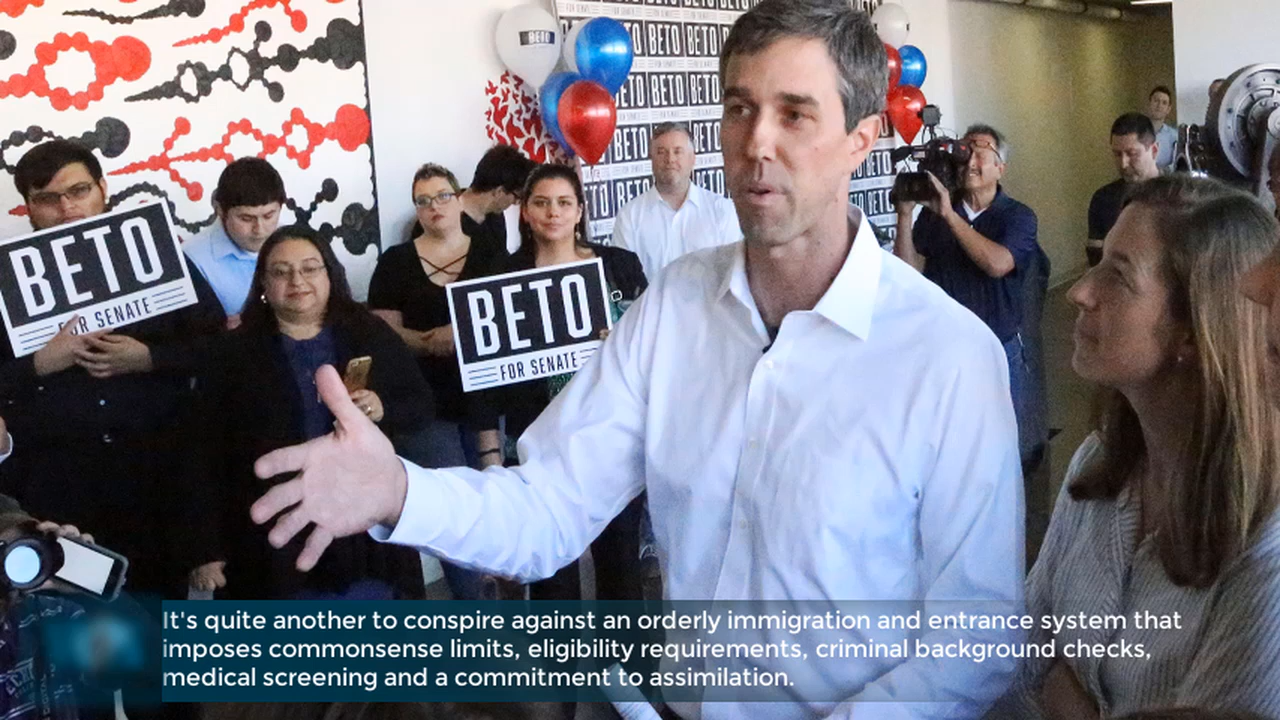 BETO
BETO BETO
BETO BETO BETO
BETO BETO
BETO
FOR SENATE
BETO
FOR SENATE
It's quite another to conspire against an orderly immigration and entrance system that
imposes commonsense limits, eligibility requirements, criminal background checks,
medical screening and a commitment to assimilation.